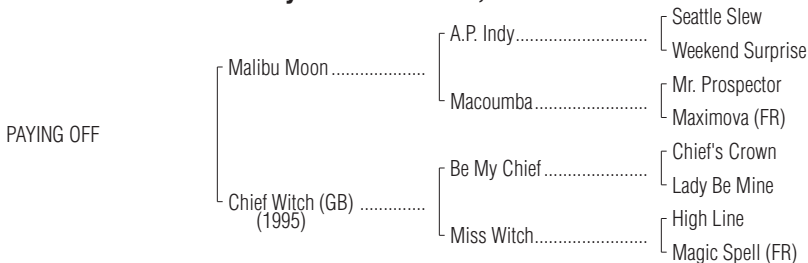 Seattle Slew
A.P. Indy
Weekend Surprise
Malibu Moon
Mr. Prospector
Macoumba
Maximova (FR)
PAYING OFF
Chief's Crown
Be My Chief
Lady Be Mine
Chief Witch (GB)
(1995)
High Line
Miss Witch
Magic Spell (FR)